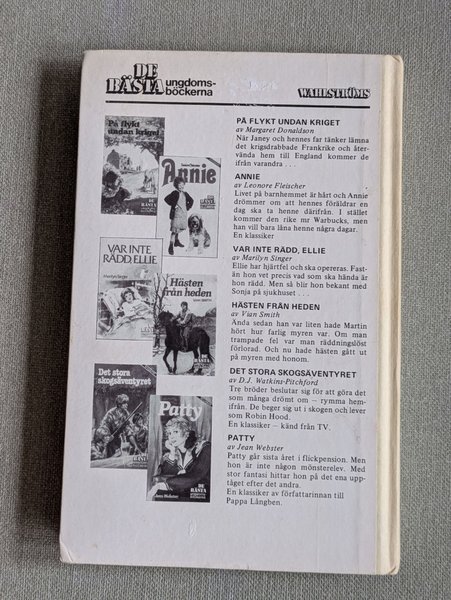 DE BÄSTA ungdoms-
böckerna
WAHLSTRÖMS
På flykt
undan kriget
Annie
VAR INTE
RÄDD, ELLIE
Marilyn Singer
Hästen
från heden
Det stora
skogsäventyret
Patty
Jean Webster
DE
BÄSTA
PÅ FLYKT UNDAN KRIGET
av Margaret Donaldson
När Janey och hennes far tänker lämna
det krigsdrabbade Frankrike och åter-
vända hem till England kommer de
ifrån varandra . . .
ANNIE
av Leonore Fleischer
Livet på barnhemmet är hårt och Annie
drömmer om att hennes föräldrar en
dag ska ta henne därifrån. I stället
kommer den rike mr Warbucks, men
han vill bara låna henne några dagar.
En klassiker
VAR INTE RÄDD, ELLIE
av Marilyn Singer
Ellie har hjärtfel och ska opereras. Fast-
än hon vet precis vad som ska hända är
hon rädd. Men så blir hon bekant med
Sonja på sjukhuset . . .
HÄSTEN FRÅN HEDEN
av Vian Smith
Ända sedan han var liten hade Martin
hört hur farlig myren var. Om man
trampade fel var man räddningslöst
förlorad. Och nu hade hästen gått ut
på myren med honom.
DET STORA SKOGSÄVENTYRET
av D.J. Watkins-Pitchford
Tre bröder beslutar sig för att göra det
som många drömt om – rymma hem-
ifrån. De beger sig ut i skogen och lever
som Robin Hood.
En klassiker – känd från TV.
PATTY
av Jean Webster
Patty går sista året i flickpension. Men
hon är inte någon mönsterelev. Med
stor fantasi hittar hon på det ena upp-
tåget efter det andra.
En klassiker av författarinnan till
Pappa Långben.